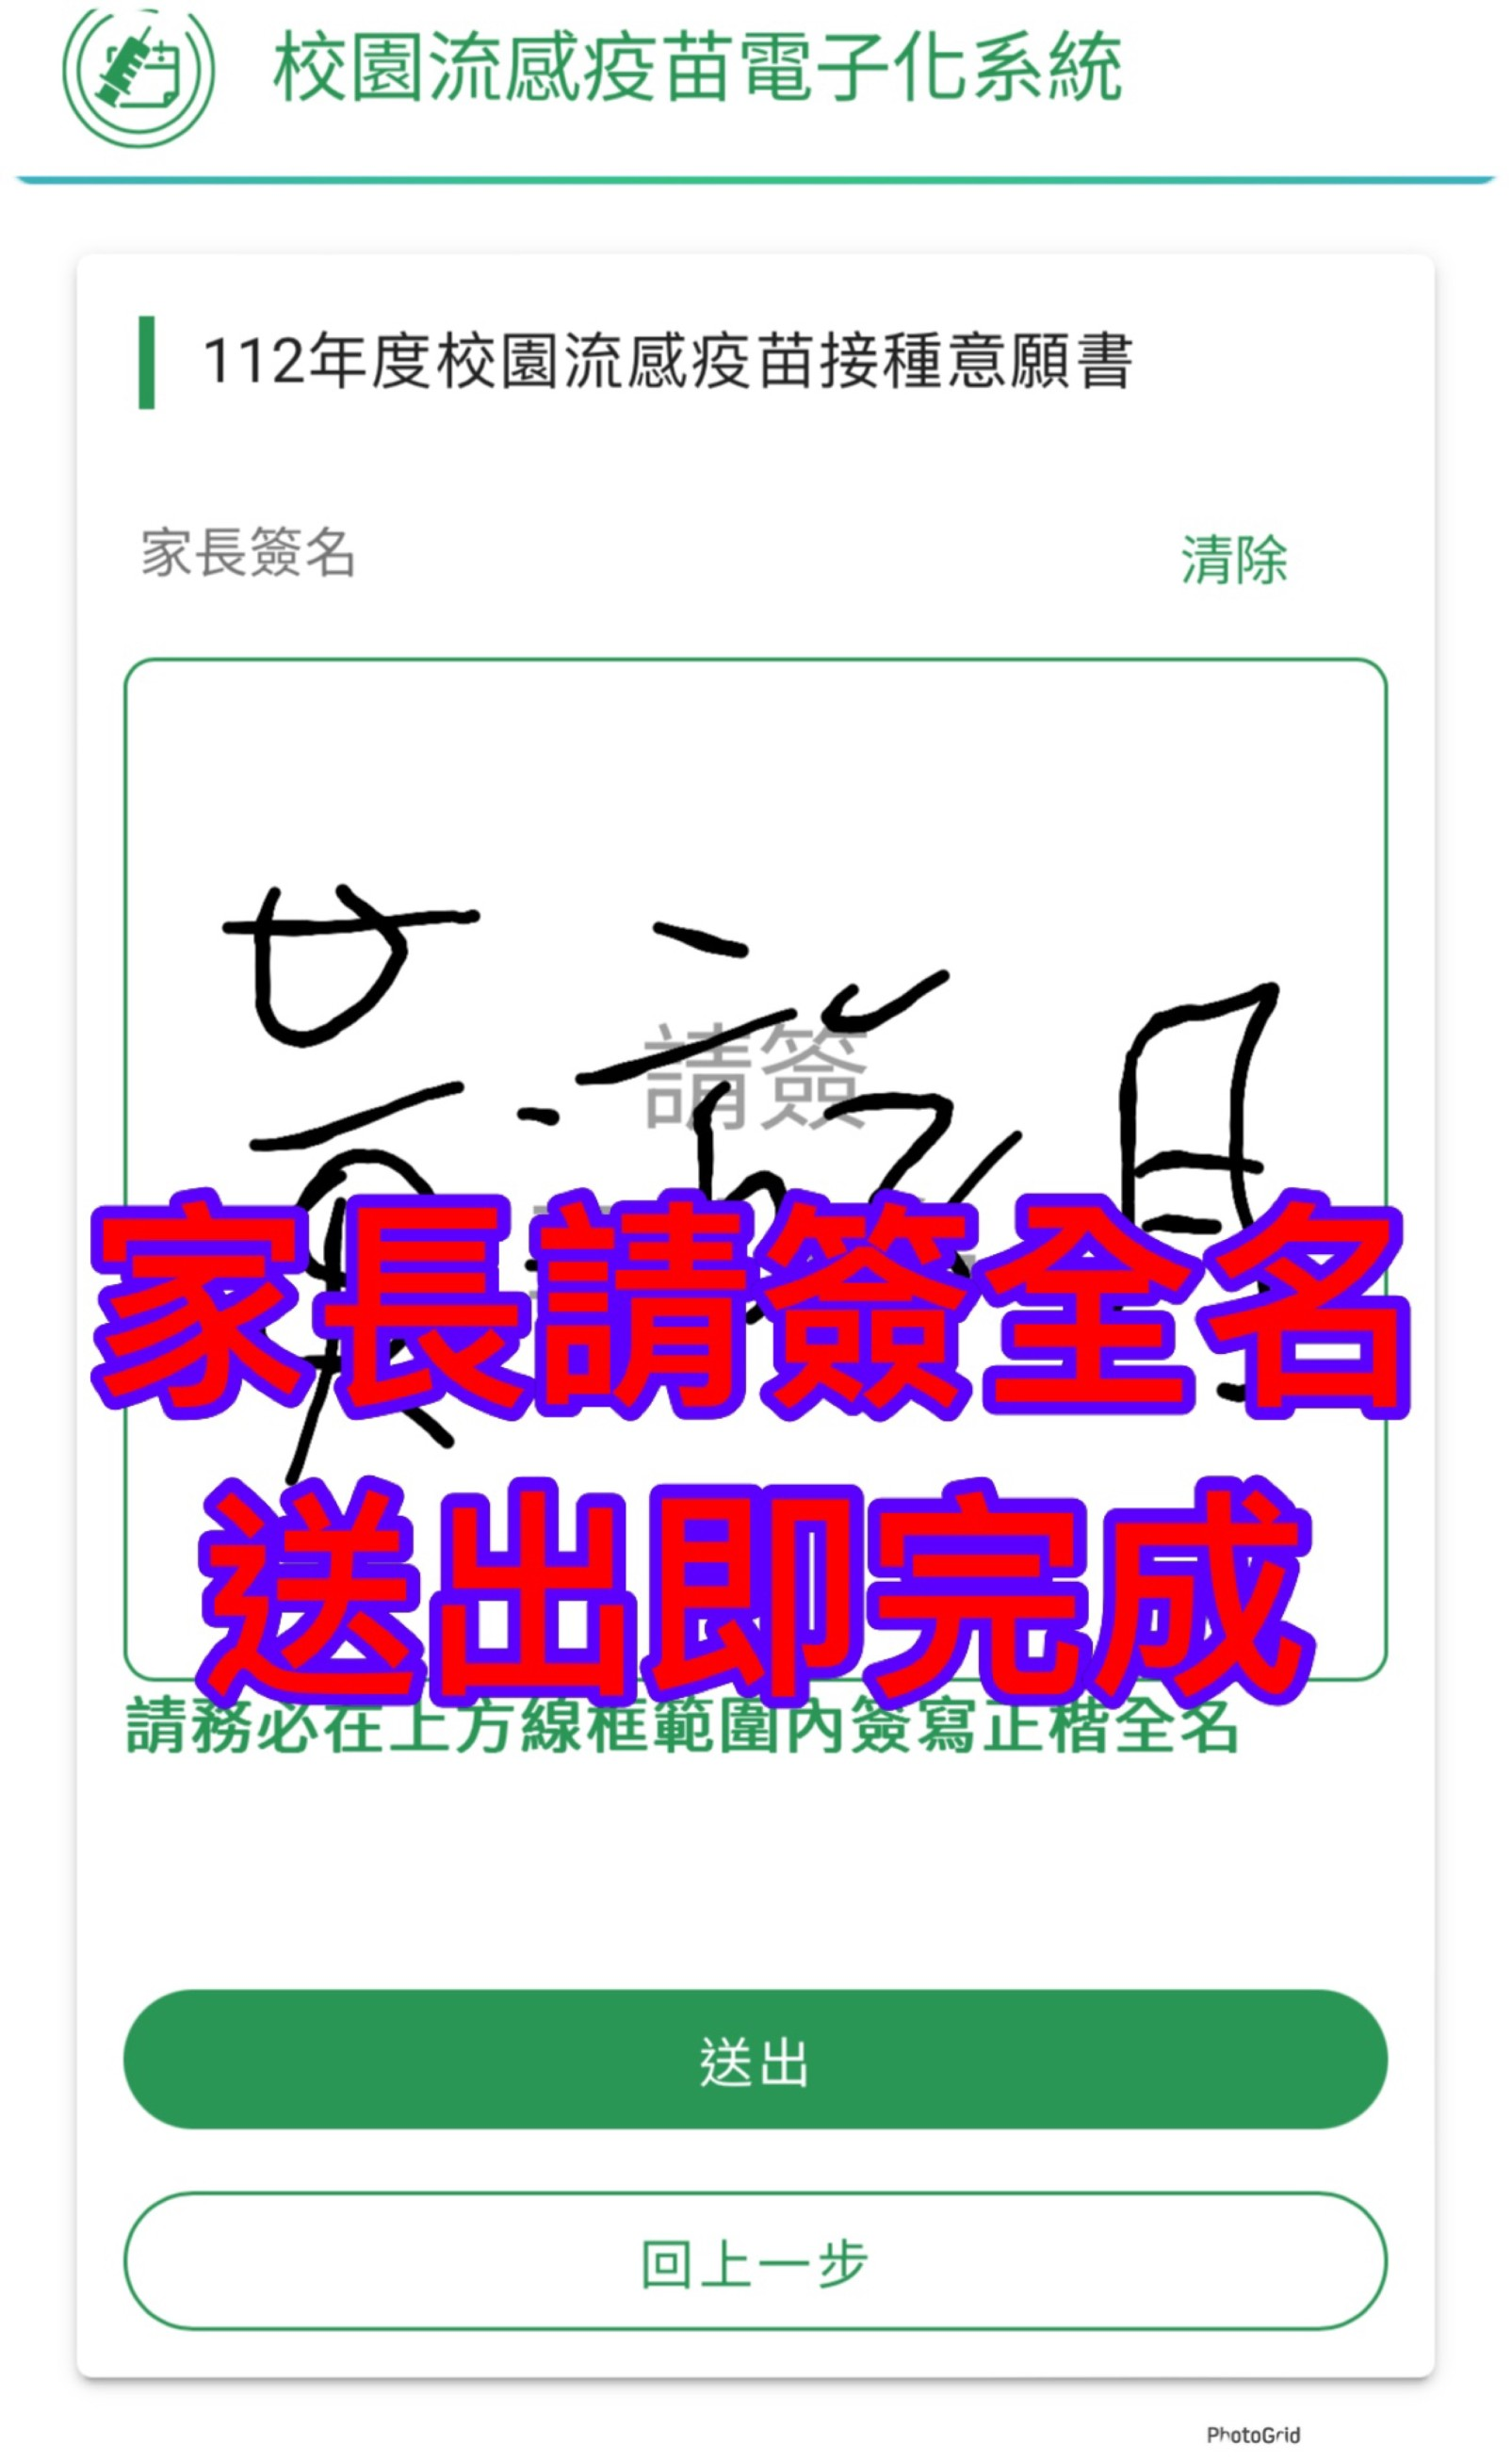 校園流感疫苗電子化系統
112年度校園流感疫苗接種意願書
家長簽名
清除
請簽
家長請簽全名
送出即完成
請務必在上方線框範圍內簽寫正楷全名
送出
回上一步
PhotoGrid